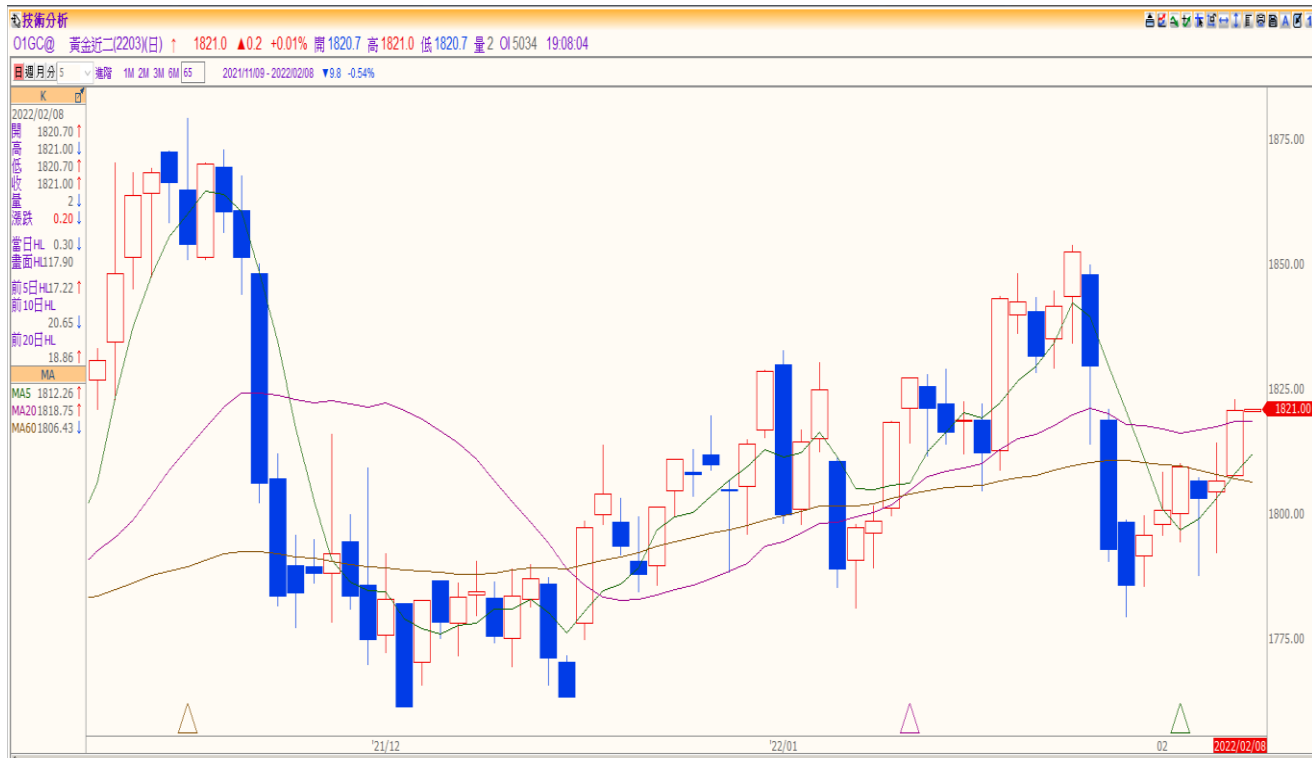 技術分析
O1GC@ 黃金近二(2203)(日) ↑ 1821.0 ▲0.2 +0.01% 開 1820.7 高 1821.0 低 1820.7 量 2 OI 5034 19:08:04
日 週 月 分 5 進階 1M 2M 3M 6M 65 2021/11/09 - 2022/02/08 ▼9.8 -0.54%
K
2022/02/08
開 1820.70 ↑
高 1821.00 ↓
低 1820.70 ↑
收 1821.00 ↑
量 2 ↓
漲跌 0.20 ↓
當日HL 0.30 ↓
畫面HL117.90
前5日HL17.22 ↑
前10日HL
20.65 ↓
前20日HL
18.86 ↑
MA
MA5 1812.26 ↑
MA20 1818.75 ↑
MA60 1806.43 ↓
1875.00
1850.00
1825.00
1821.00
1800.00
1775.00
'21/12 '22/01 02 2022/02/08